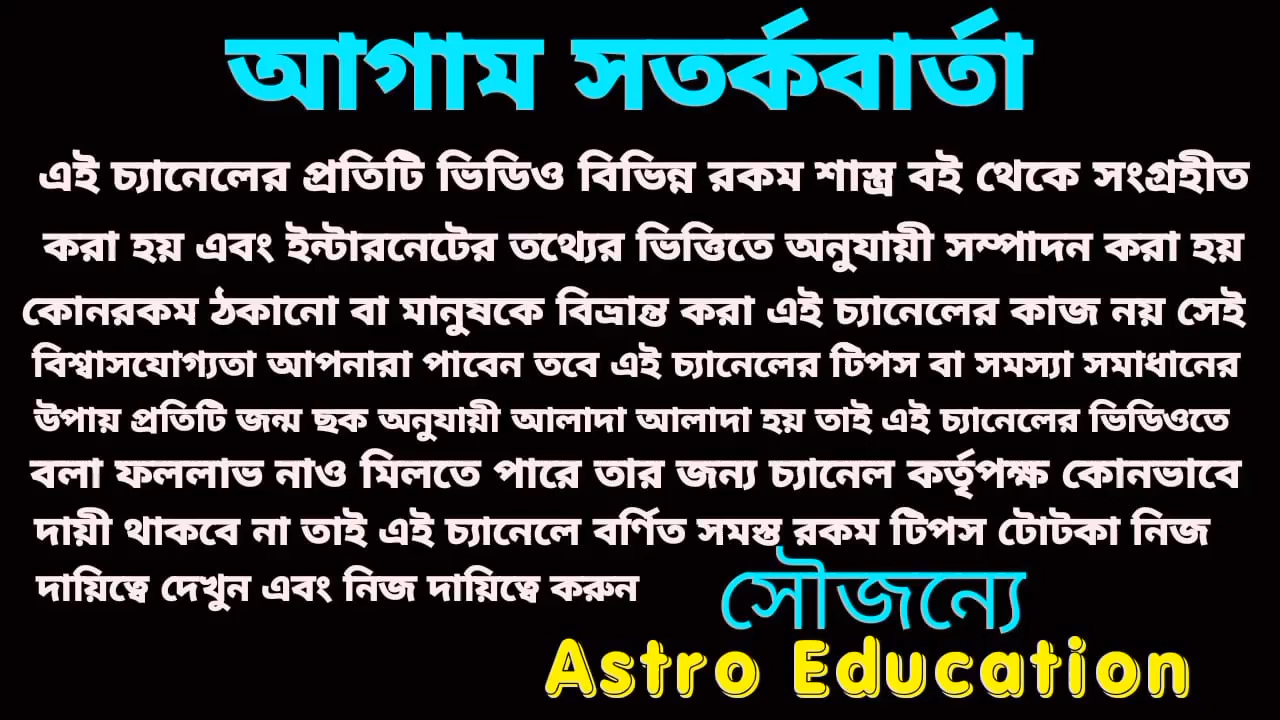 আগাম সতর্কবার্তা
এই চ্যানেলের প্রতিটি ভিডিও বিভিন্ন রকম শাস্ত্র বই থেকে সংগ্রহীত
করা হয় এবং ইন্টারনেটের তথ্যের ভিত্তিতে অনুযায়ী সম্পাদন করা হয়
কোনরকম ঠকানো বা মানুষকে বিভ্রান্ত করা এই চ্যানেলের কাজ নয় সেই
বিশ্বাসযোগ্যতা আপনারা পাবেন তবে এই চ্যানেলের টিপস বা সমস্যা সমাধানের
উপায় প্রতিটি জন্ম ছক অনুযায়ী আলাদা আলাদা হয় তাই এই চ্যানেলের ভিডিওতে
বলা ফললাভ নাও মিলতে পারে তার জন্য চ্যানেল কর্তৃপক্ষ কোনভাবে
দায়ী থাকবে না তাই এই চ্যানেলে বর্ণিত সমস্ত রকম টিপস টোটকা নিজ
দায়িত্বে দেখুন এবং নিজ দায়িত্বে করুন
সৌজন্যে
Astro Education